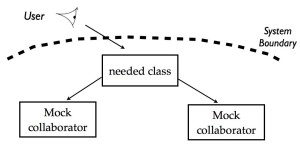 User
System
Boundary
needed class
Mock
collaborator
Mock
collaborator